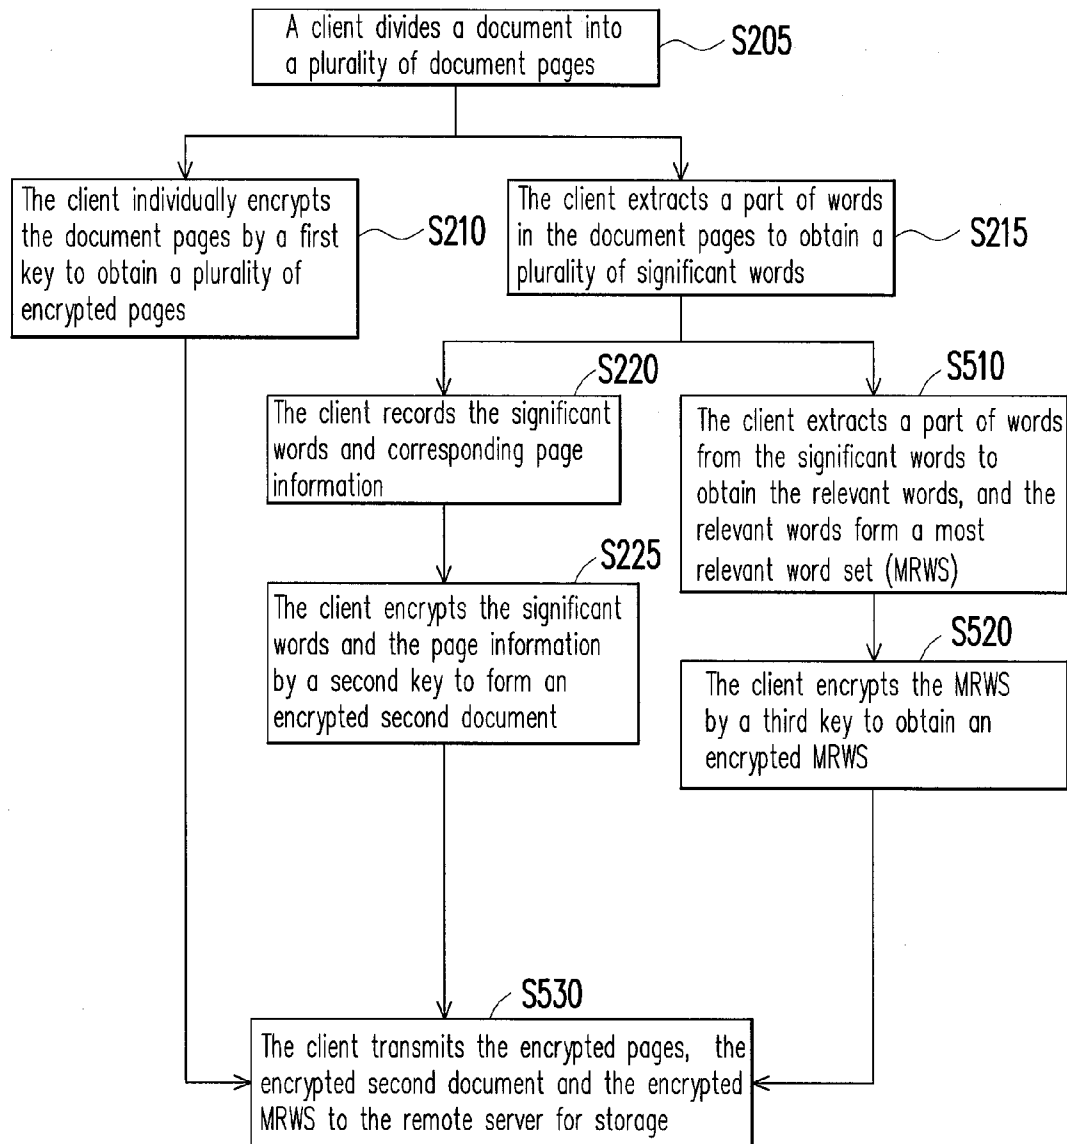 A client divides a document into
a plurality of document pages
S205
The client individually encrypts
the document pages by a first
key to obtain a plurality of
encrypted pages
S210
The client extracts a part of words
in the document pages to obtain a
plurality of significant words
S215
S220
The client records the significant
words and corresponding page
information
S510
The client extracts a part of words
from the significant words to
obtain the relevant words, and the
relevant words form a most
relevant word set (MRWS)
S225
The client encrypts the significant
words and the page information
by a second key to form an
encrypted second document
S520
The client encrypts the MRWS
by a third key to obtain an
encrypted MRWS
S530
The client transmits the encrypted pages, the
encrypted second document and the encrypted
MRWS to the remote server for storage